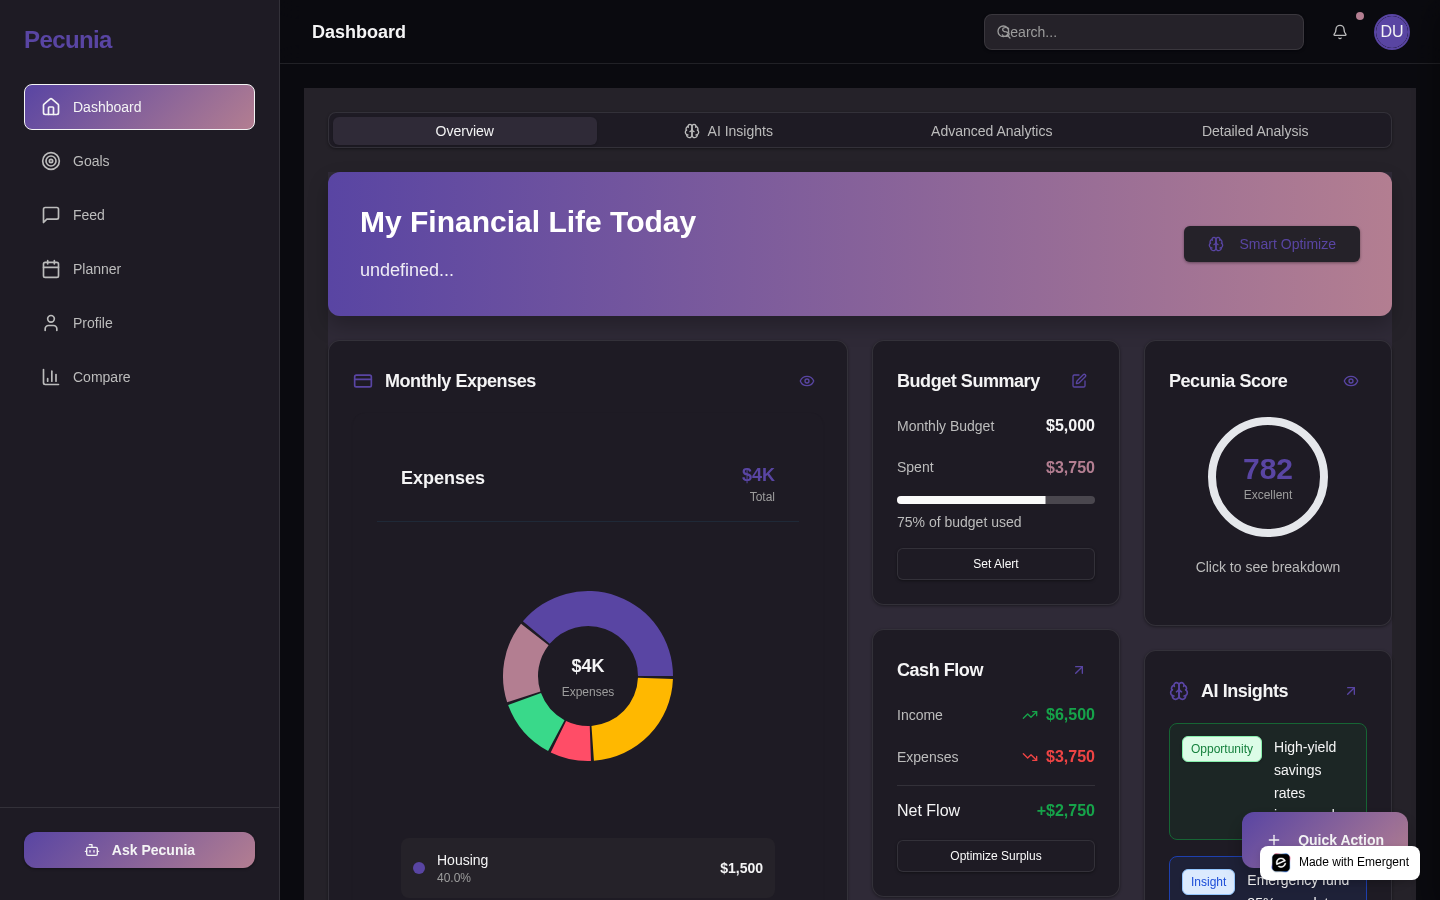 Pecunia
Dashboard
Goals
Feed
Planner
Profile
Compare
Ask Pecunia
Dashboard
Search...
DU
Overview
AI Insights
Advanced Analytics
Detailed Analysis
My Financial Life Today
undefined...
Smart Optimize
Monthly Expenses
Expenses
$4K
Total
$4K
Expenses
Housing
40.0%
$1,500
Budget Summary
Monthly Budget
$5,000
Spent
$3,750
75% of budget used
Set Alert
Cash Flow
Income
$6,500
Expenses
$3,750
Net Flow
+$2,750
Optimize Surplus
Pecunia Score
782
Excellent
Click to see breakdown
AI Insights
Opportunity
High-yield
savings
rates
Insight
Emergency fund
Quick Action
Made with Emergent